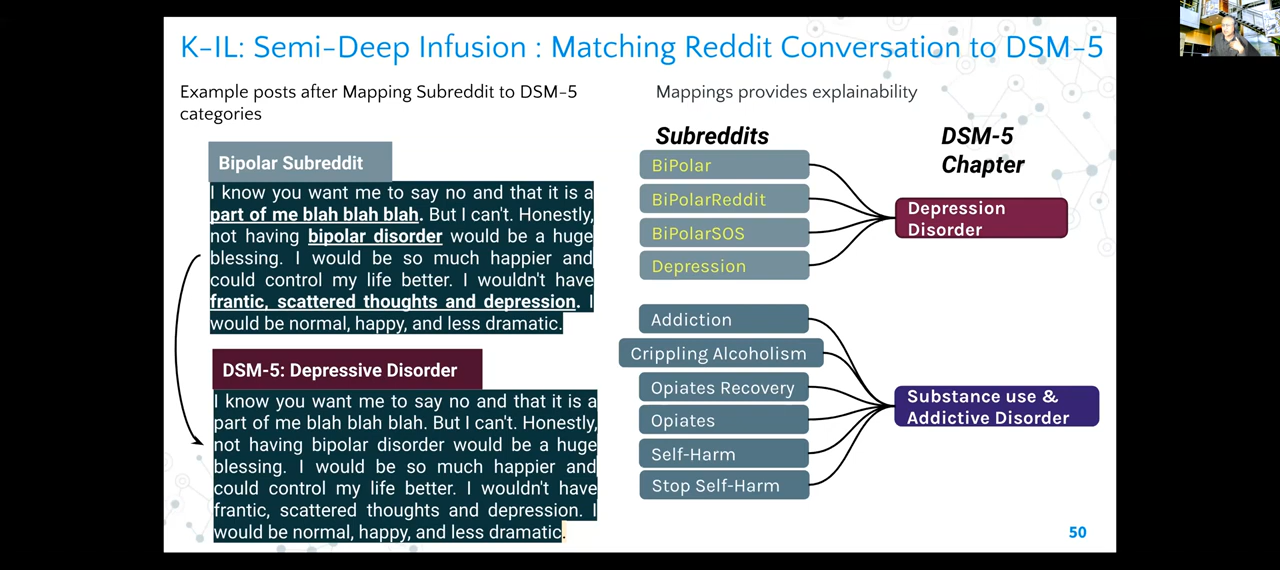 K-IL: Semi-Deep Infusion : Matching Reddit Conversation to DSM-5
Example posts after Mapping Subreddit to DSM-5
categories
Bipolar Subreddit
I know you want me to say no and that it is a
part of me blah blah blah. But I can't. Honestly,
not having bipolar disorder would be a huge
blessing. I would be so much happier and
could control my life better. I wouldn't have
frantic, scattered thoughts and depression. I
would be normal, happy, and less dramatic.
DSM-5: Depressive Disorder
I know you want me to say no and that it is a
part of me blah blah blah. But I can't. Honestly,
not having bipolar disorder would be a huge
blessing. I would be so much happier and
could control my life better. I wouldn't have
frantic, scattered thoughts and depression. I
would be normal, happy, and less dramatic.
Mappings provides explainability
Subreddits
BiPolar
BiPolarReddit
BiPolarSOS
Depression
Addiction
Crippling Alcoholism
Opiates Recovery
Opiates
Self-Harm
Stop Self-Harm
DSM-5
Chapter
Depression
Disorder
Substance use &
Addictive Disorder
50